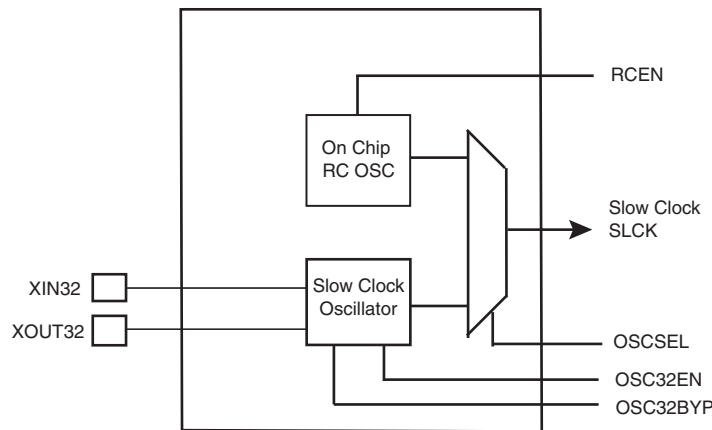 RCEN
On Chip
RC OSC
Slow Clock
SLCK
XIN32
Slow Clock
Oscillator
XOUT32
OSCSEL
OSC32EN
OSC32BYP